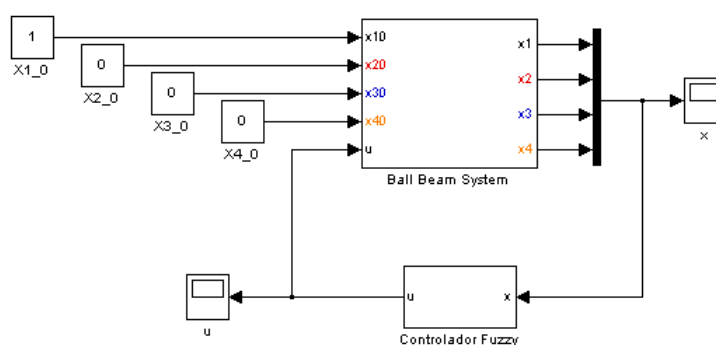 1
X1_0
0
X2_0
0
X3_0
0
X4_0
x10
x20
x30
x40
u
x1
x2
x3
x4
Ball Beam System
x
u
x
Controlador Fuzzy
u